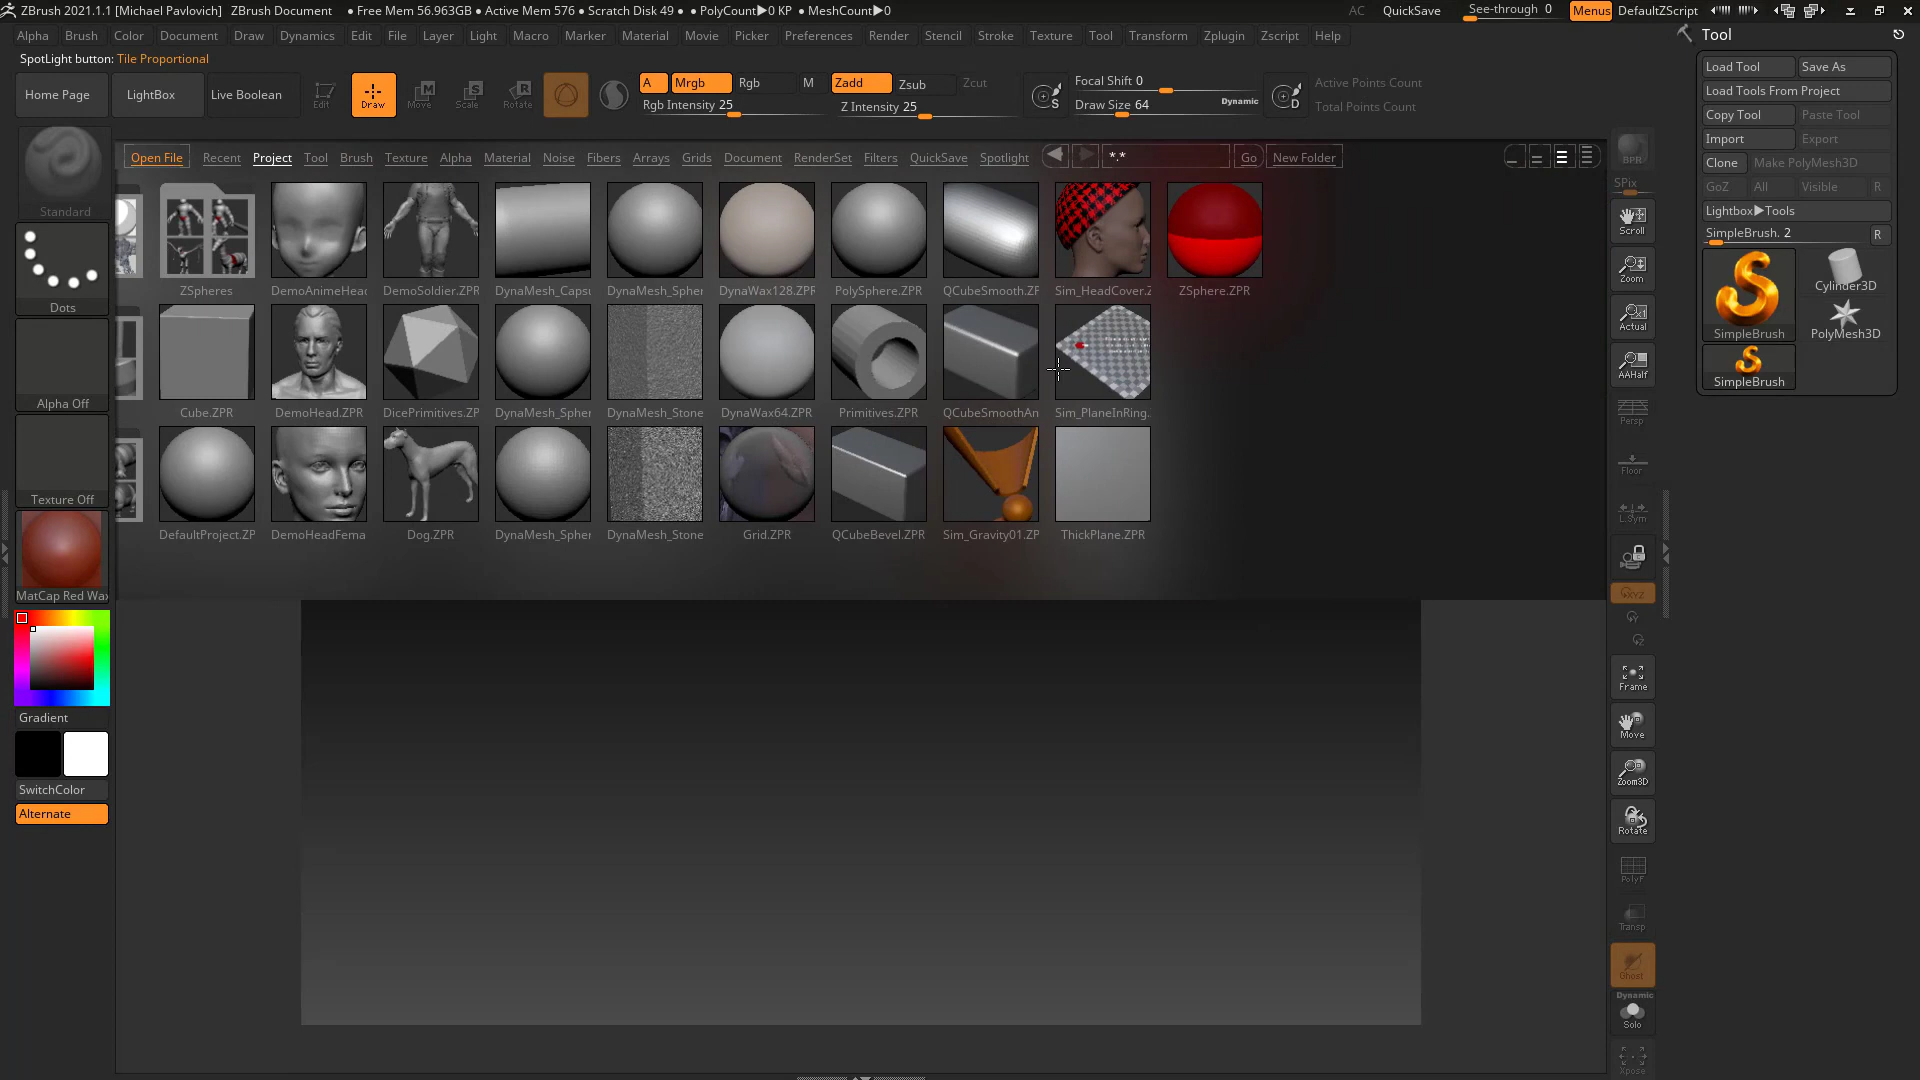 ZBrush 2021.1.1 [Michael Pavlovich] ZBrush Document ● Free Mem 56.963GB ● Active Mem 576 ● Scratch Disk 49 ● ● PolyCount▶0 KP ● MeshCount▶0 AC QuickSave See-through 0 Menus DefaultZScript
Alpha Brush Color Document Draw Dynamics Edit File Layer Light Macro Marker Material Movie Picker Preferences Render Stencil Stroke Texture Tool Transform Zplugin Zscript Help
SpotLight button: Tile Proportional
Home Page LightBox Live Boolean Edit Draw Move Scale Rotate
A Mrgb Rgb M Zadd Zsub Zcut
Rgb Intensity 25 Z Intensity 25
S Focal Shift 0
Draw Size 64 Dynamic D
Active Points Count
Total Points Count
Open File Recent Project Tool Brush Texture Alpha Material Noise Fibers Arrays Grids Document RenderSet Filters QuickSave Spotlight *.* Go New Folder
ZSpheres DemoAnimeHead DemoSoldier.ZPR DynaMesh_Capsu DynaMesh_Spher DynaWax128.ZPR PolySphere.ZPR QCubeSmooth.ZP Sim_HeadCover.Z ZSphere.ZPR
Cube.ZPR DemoHead.ZPR DicePrimitives.ZP DynaMesh_Spher DynaMesh_Stone DynaWax64.ZPR Primitives.ZPR QCubeSmoothAn Sim_PlaneInRing.
DefaultProject.ZP DemoHeadFema Dog.ZPR DynaMesh_Spher DynaMesh_Stone Grid.ZPR QCubeBevel.ZPR Sim_Gravity01.ZP ThickPlane.ZPR
Standard
Dots
Alpha Off
Texture Off
MatCap Red Wax
Gradient
SwitchColor
Alternate
BPR
SPix
Scroll
Zoom
Actual
AAHalf
Persp
Floor
L.Sym
XYZ
Y
Z
Frame
Move
Zoom3D
Rotate
PolyF
Transp
Ghost
Dynamic
Solo
Xpose
Tool
Load Tool Save As
Load Tools From Project
Copy Tool Paste Tool
Import Export
Clone Make PolyMesh3D
GoZ All Visible R
Lightbox▶Tools
SimpleBrush. 2 R
SimpleBrush Cylinder3D
PolyMesh3D
SimpleBrush